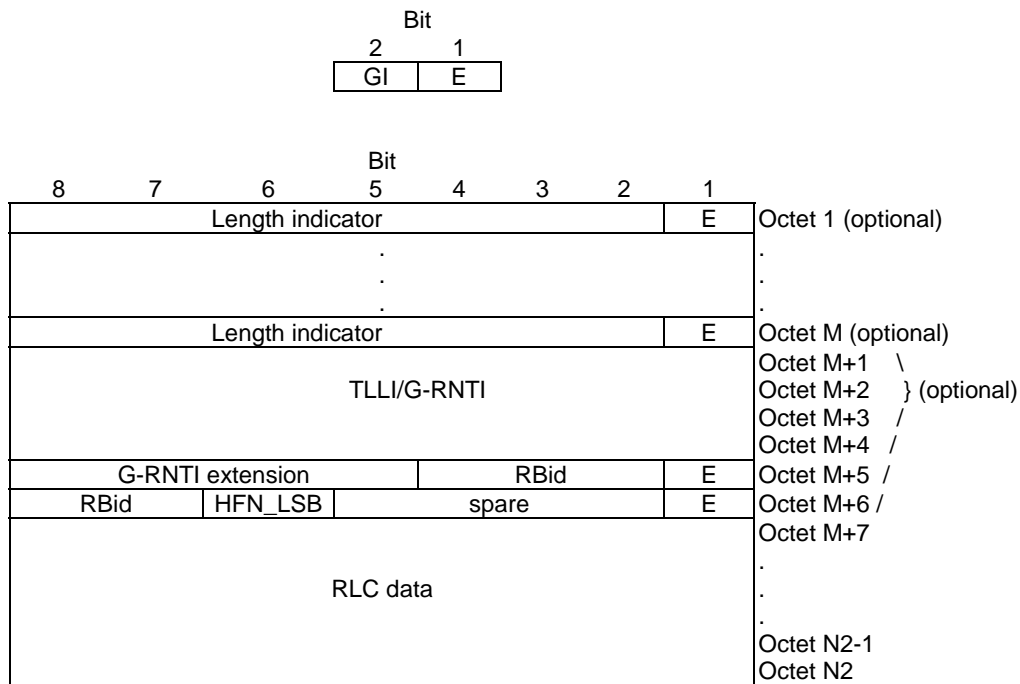 Bit
2 1
GI E
Bit
8 7 6 5 4 3 2 1
Length indicator E Octet 1 (optional)
. .
. .
. .
Length indicator E Octet M (optional)
Octet M+1 \
TLLI/G-RNTI Octet M+2 } (optional)
Octet M+3 /
Octet M+4 /
G-RNTI extension RBid E Octet M+5 /
RBid HFN_LSB spare E Octet M+6 /
Octet M+7
.
RLC data .
.
Octet N2-1
Octet N2